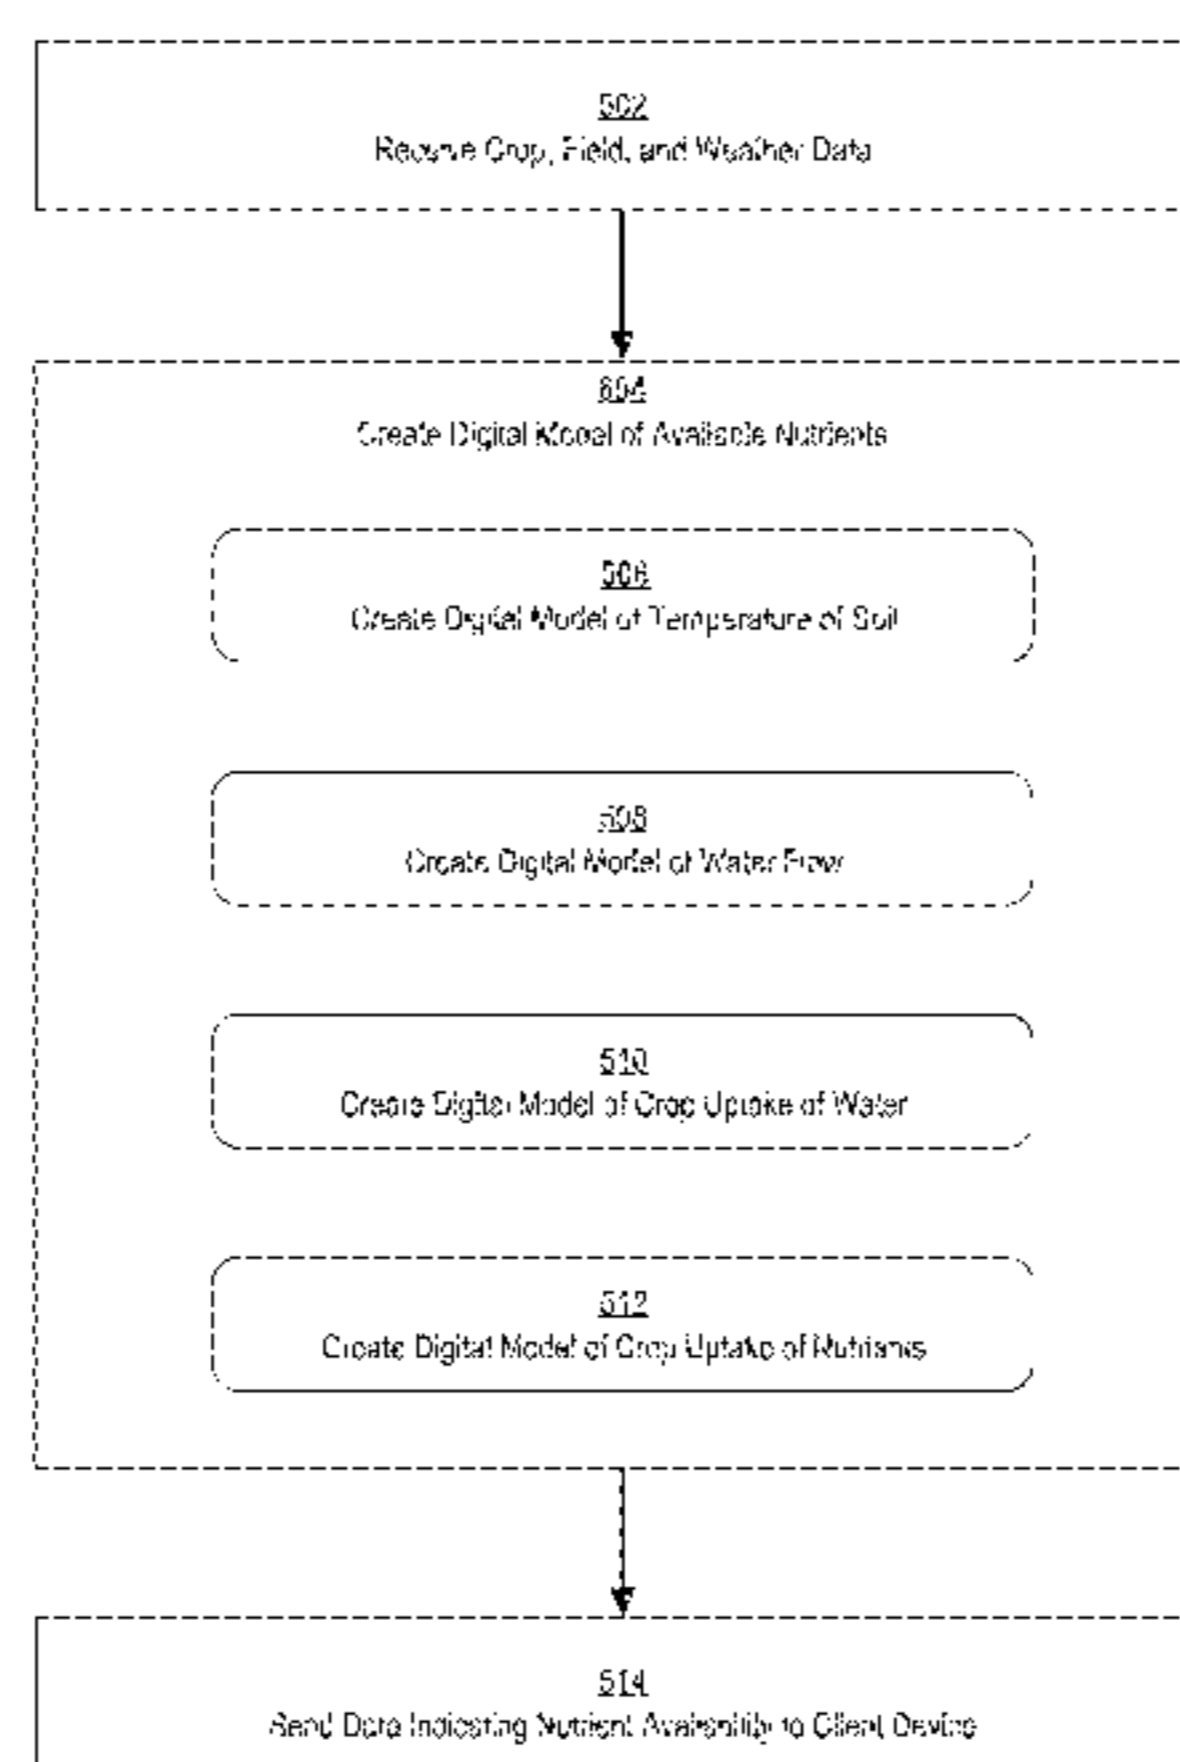 502
Receive Crop, Field, and Weather Data
504
Create Digital Model of Available Nutrients
506
Create Digital Model of Temperature of Soil
508
Create Digital Model of Water Flow
510
Create Digital Model of Crop Uptake of Water
512
Create Digital Model of Crop Uptake of Nutrients
514
Send Data Indicating Nutrient Availability to Client Device